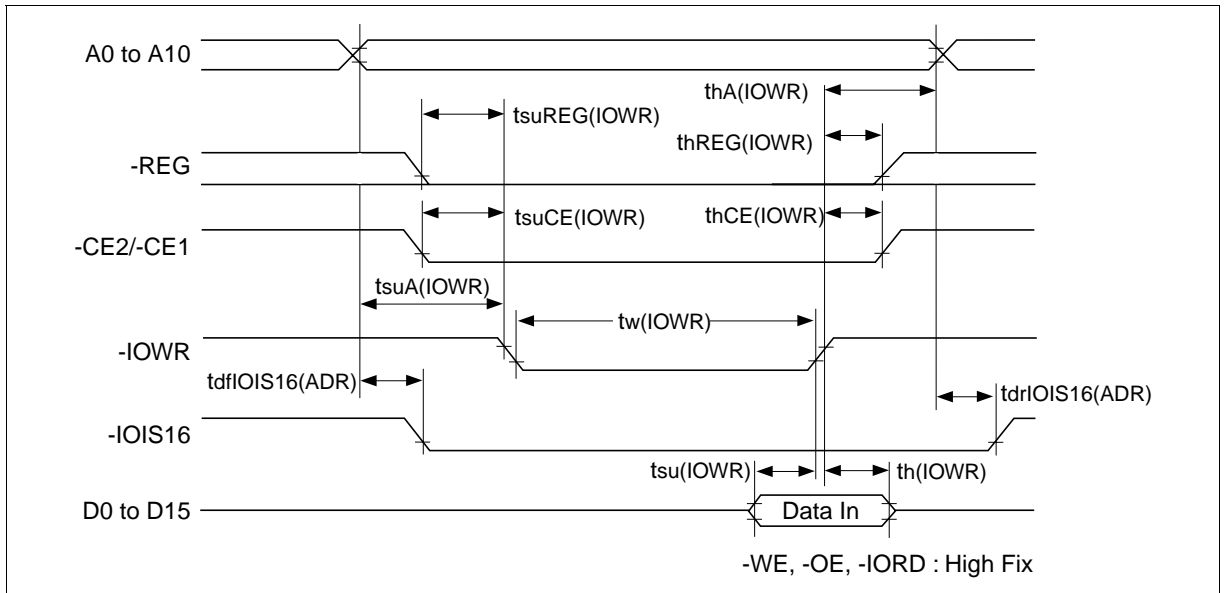 A0 to A10
thA(IOWR)
tsuREG(IOWR)
thREG(IOWR)
-REG
tsuCE(IOWR)
thCE(IOWR)
-CE2/-CE1
tsuA(IOWR)
tw(IOWR)
-IOWR
tdfIOIS16(ADR)
tdrIOIS16(ADR)
-IOIS16
tsu(IOWR)
th(IOWR)
D0 to D15
Data In
-WE, -OE, -IORD : High Fix